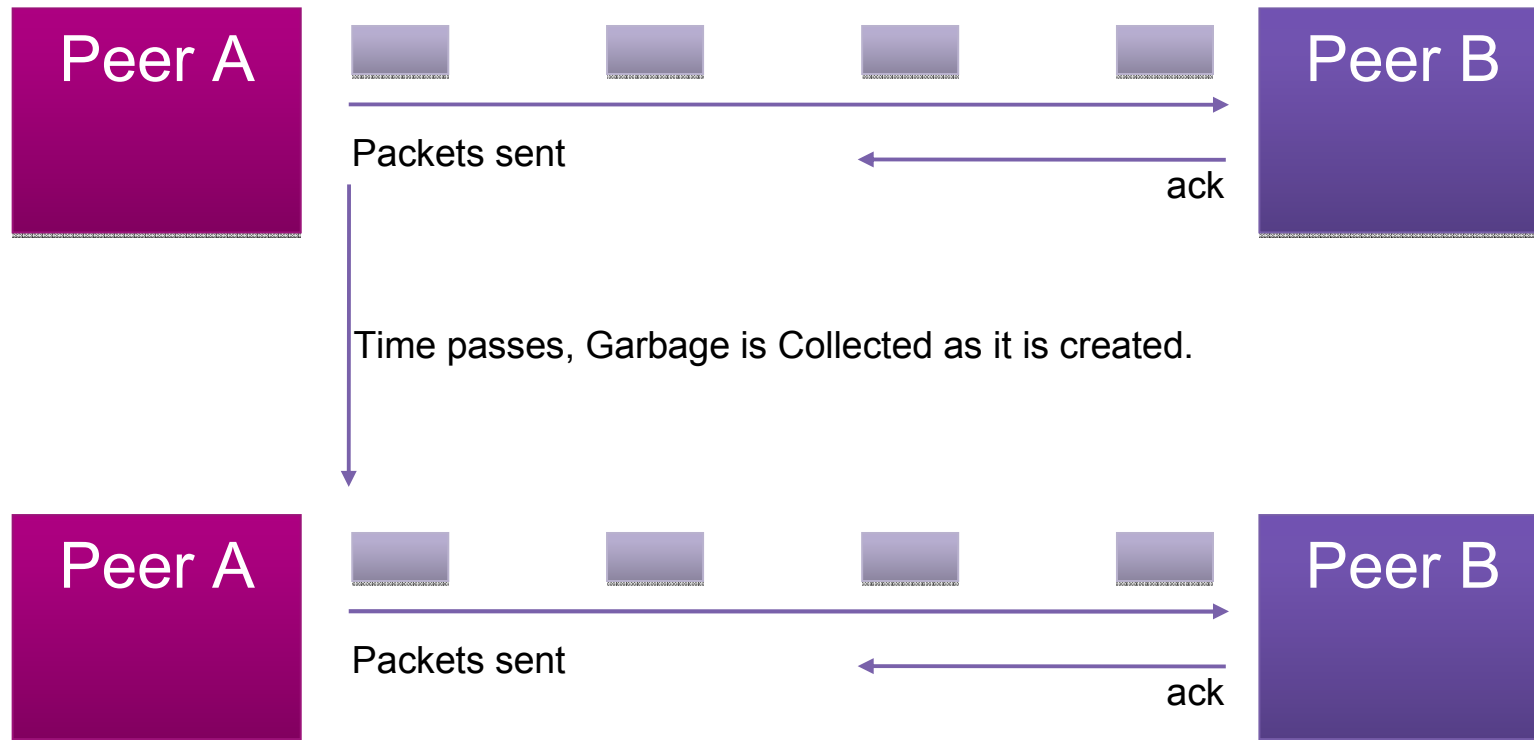 Peer A
Peer B
Packets sent
ack
Time passes, Garbage is Collected as it is created.
Peer A
Peer B
Packets sent
ack